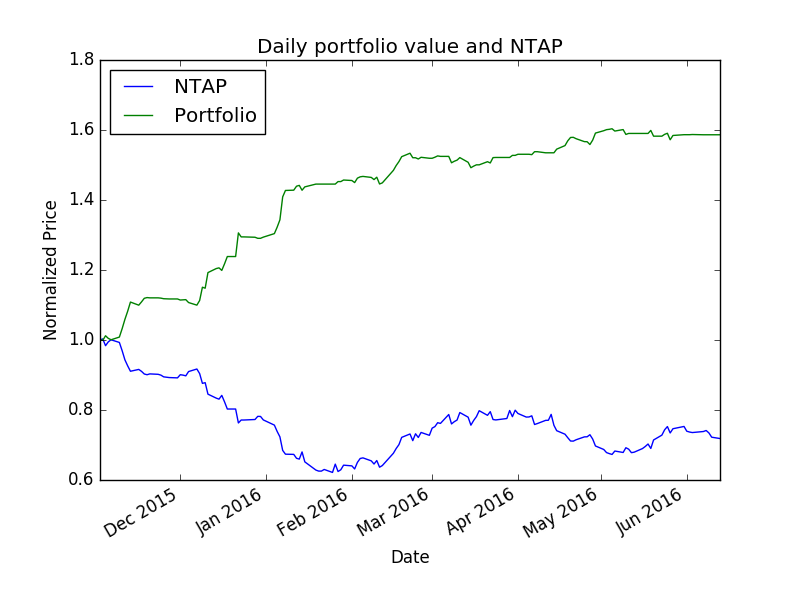 Daily portfolio value and NTAP
1.8
1.6
1.4
1.2
1.0
0.8
0.6
NTAP
Portfolio
Normalized Price
Dec 2015
Jan 2016
Feb 2016
Mar 2016
Apr 2016
May 2016
Jun 2016
Date